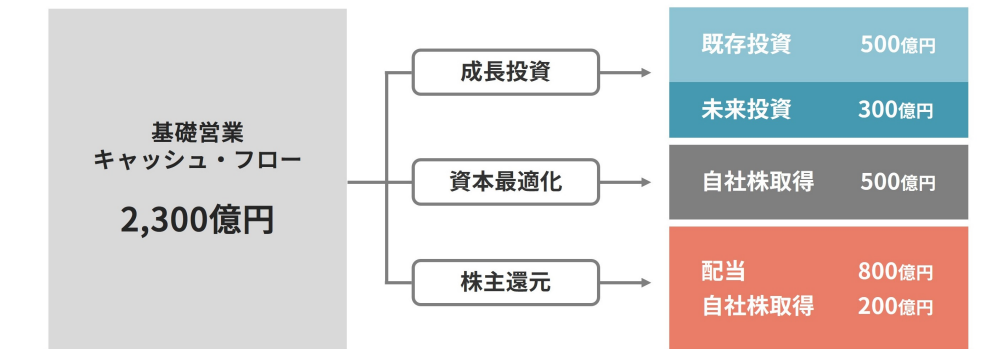 基礎営業
キャッシュ・フロー
2,300億円
成長投資
既存投資 500億円
未来投資 300億円
資本最適化
自社株取得 500億円
株主還元
配当 800億円
自社株取得 200億円